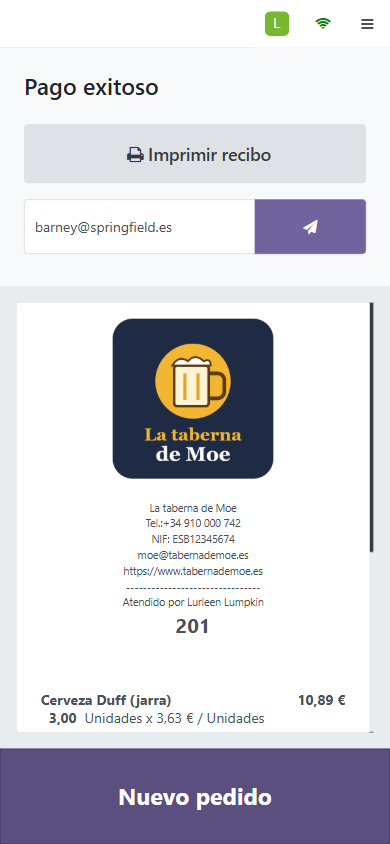 L
Pago exitoso
Imprimir recibo
barney@springfield.es
La taberna
de Moe
La taberna de Moe
Tel.:+34 910 000 742
NIF: ESB12345674
moe@tabernademoe.es
https://www.tabernademoe.es
--------------------------------
Atendido por Lurleen Lumpkin
201
Cerveza Duff (jarra) 10,89 €
3,00 Unidades x 3,63 € / Unidades
Nuevo pedido